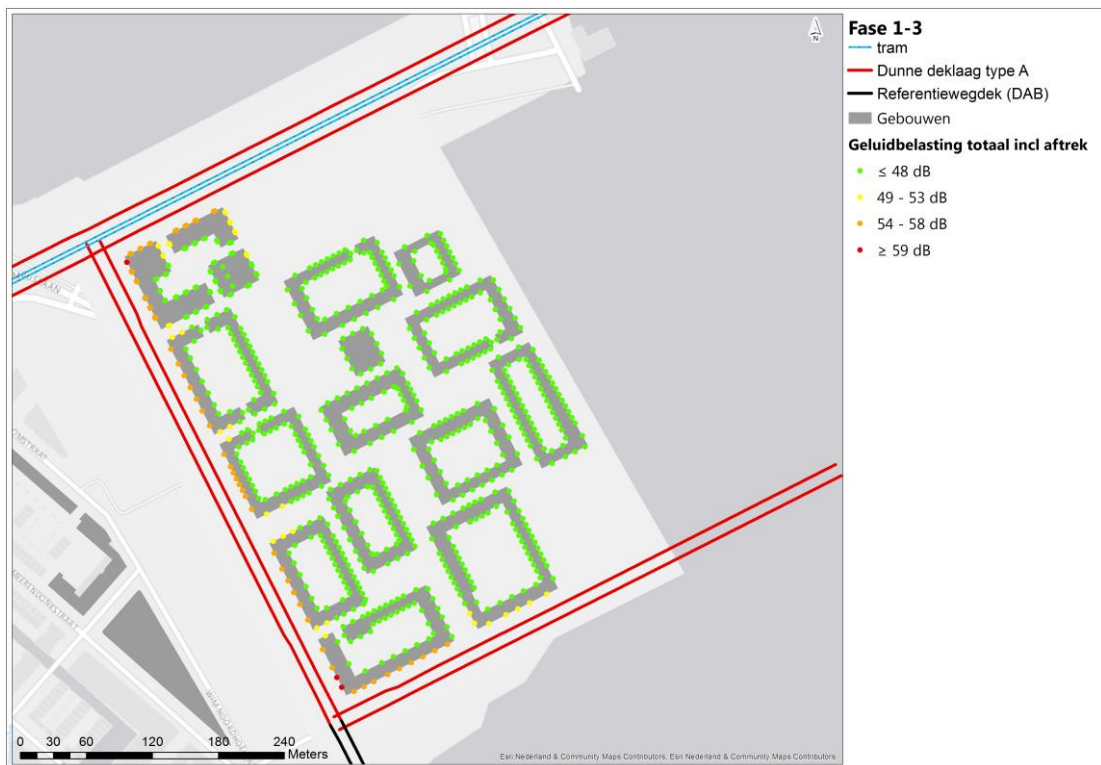 N
Fase 1-3
tram
Dunne deklaag type A
Referentiewegdek (DAB)
Gebouwen
Geluidbelasting totaal incl aftrek
≤ 48 dB
49 - 53 dB
54 - 58 dB
≥ 59 dB
0 30 60 120 180 240
Meters
Esri Nederland & Community Maps Contributors, Esri Nederland & Community Maps Contributors